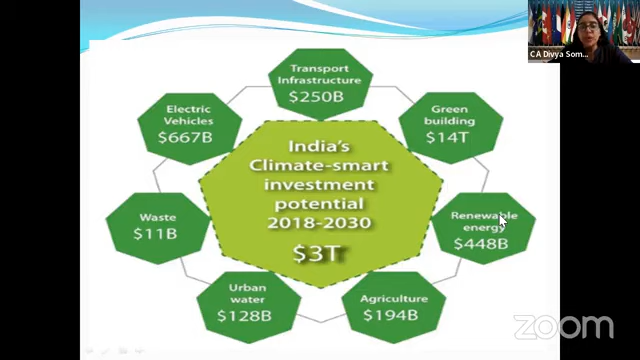 CA Divya Som...
Transport
Infrastructure
$250B
Electric
Vehicles
$667B
Green
building
$14T
India's
Climate-smart
investment
potential
2018-2030
$3T
Waste
$11B
Renewable
energy
$448B
Urban
water
$128B
Agriculture
$194B
zoom